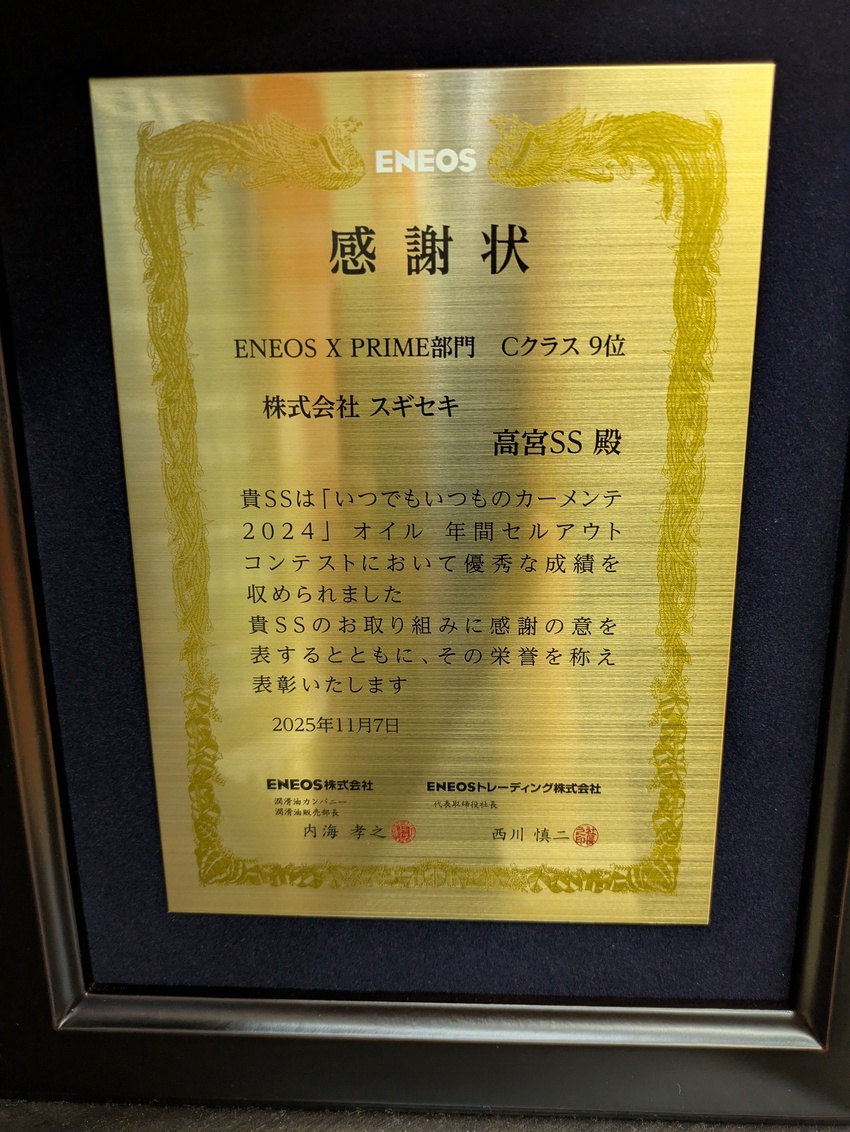 ENEOS
感謝状
ENEOS X PRIME部門　Cクラス 9位
株式会社 スギセキ
高宮SS 殿
貴SSは「いつでもいつものカーメンテ
2024」 オイル 年間セルアウト
コンテストにおいて優秀な成績を
収められました
貴SSのお取り組みに感謝の意を
表するとともに、その栄誉を称え
表彰いたします
2025年11月7日
ENEOS株式会社
潤滑油カンパニー
潤滑油販売部長
内海 孝之
ENEOSトレーディング株式会社
代表取締役社長
西川 慎二